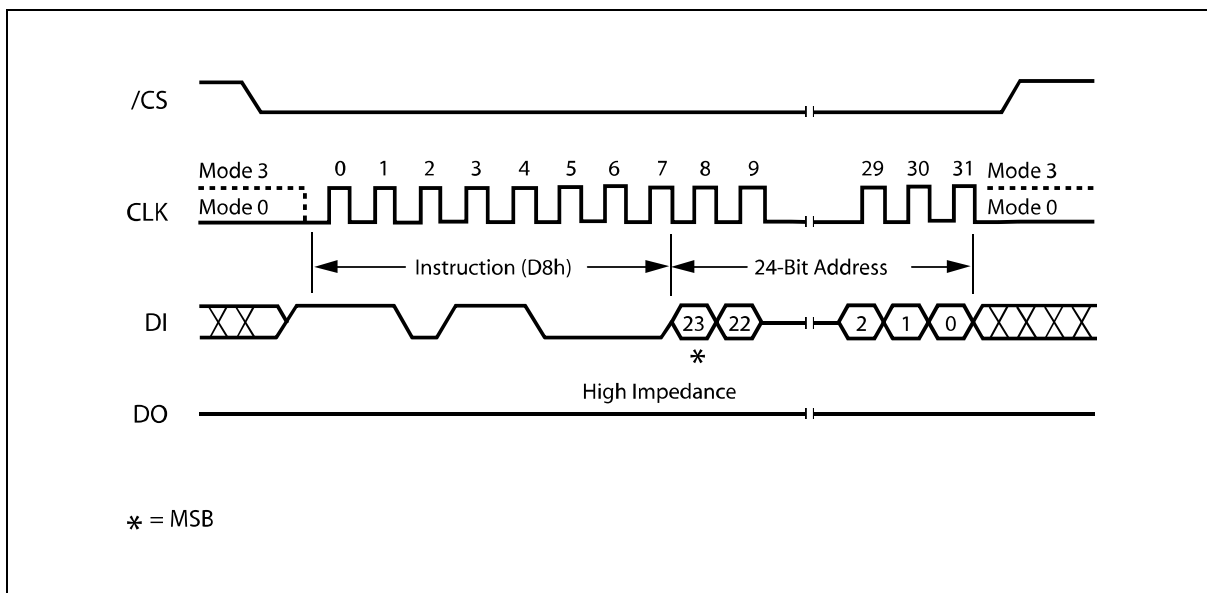 /CS
Mode 3 0 1 2 3 4 5 6 7 8 9 29 30 31 Mode 3
CLK Mode 0 Mode 0
Instruction (D8h) 24-Bit Address
DI 23 22 2 1 0
*
High Impedance
DO
* = MSB